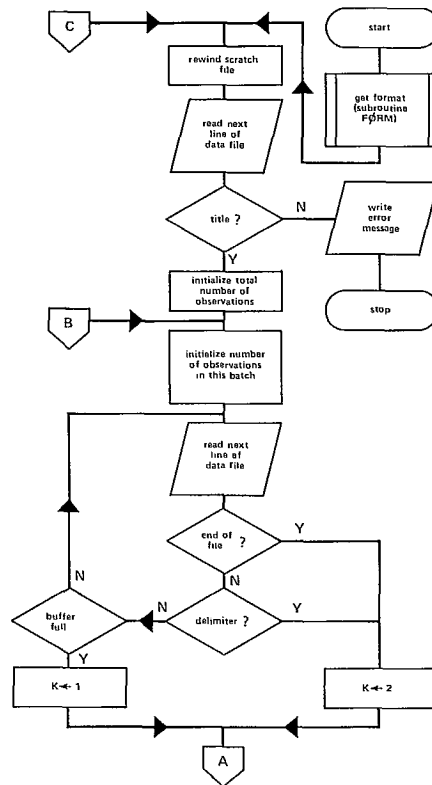 C
start
rewind scratch
file
get format
(subroutine
FØRM)
read next
line of
data file
title ?
N
write
error
message
Y
initialize total
number of
observations
stop
B
initialize number
of observations
in this batch
read next
line of
data file
end of
file ?
Y
N
N
N
buffer
full
delimiter ?
Y
Y
K← 1
K← 2
A